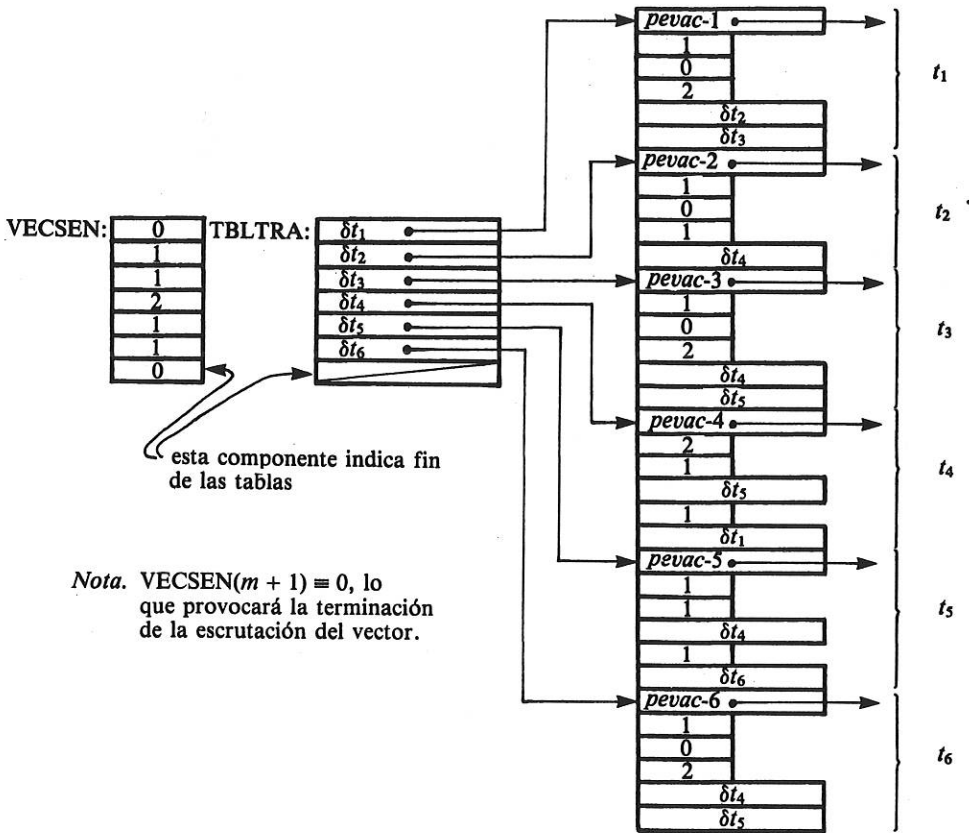 VECSEN:
0
1
1
2
1
1
0
TBLTRA:
δt₁
δt₂
δt₃
δt₄
δt₅
δt₆
esta componente indica fin
de las tablas
Nota. VECSEN(m + 1) ≡ 0, lo
que provocará la terminación
de la escrutación del vector.
pevac-1
1
0
2
δt₂
δt₃
t₁
pevac-2
1
0
1
δt₄
t₂
pevac-3
1
0
2
δt₄
δt₅
t₃
pevac-4
2
1
δt₅
1
δt₁
t₄
pevac-5
1
1
δt₄
1
δt₆
t₅
pevac-6
1
0
2
δt₄
δt₅
t₆